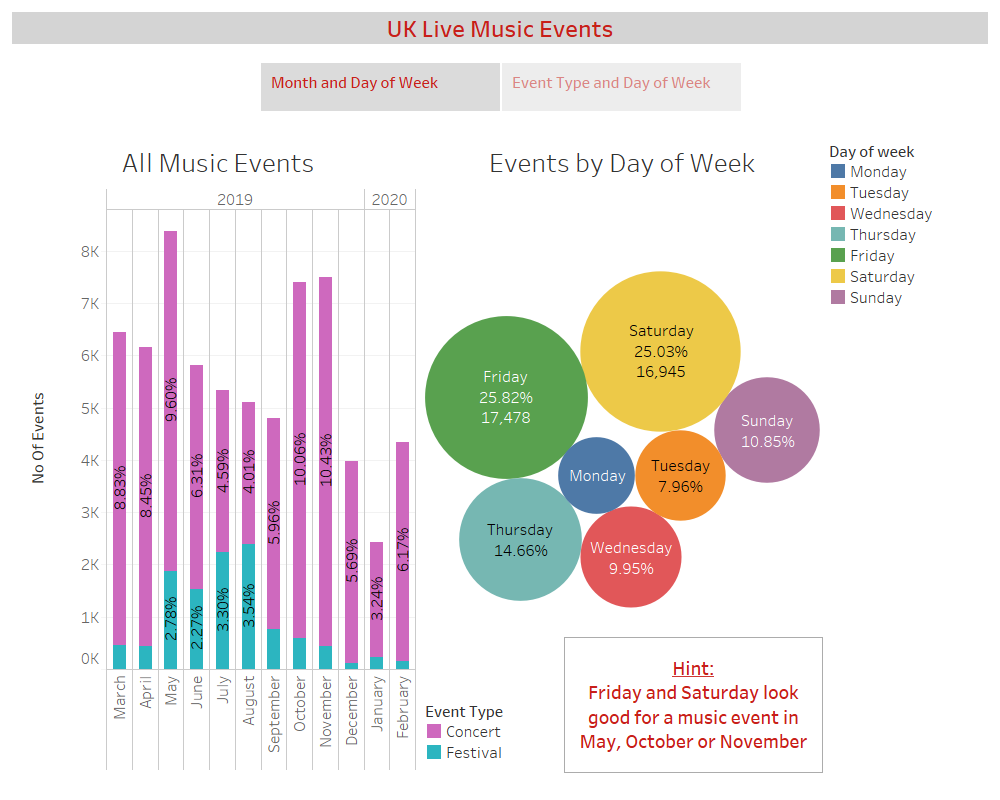 UK Live Music Events
Month and Day of Week
Event Type and Day of Week
All Music Events
2019
2020
No Of Events
8K
7K
6K
5K
4K
3K
2K
1K
0K
8.83%
8.45%
9.60%
2.78%
6.31%
2.27%
4.59%
3.30%
4.01%
3.54%
5.96%
10.06%
10.43%
5.69%
3.24%
6.17%
March
April
May
June
July
August
September
October
November
December
January
February
Event Type
Concert
Festival
Events by Day of Week
Saturday
25.03%
16,945
Friday
25.82%
17,478
Sunday
10.85%
Monday
Tuesday
7.96%
Thursday
14.66%
Wednesday
9.95%
Day of week
Monday
Tuesday
Wednesday
Thursday
Friday
Saturday
Sunday
Hint:
Friday and Saturday look
good for a music event in
May, October or November